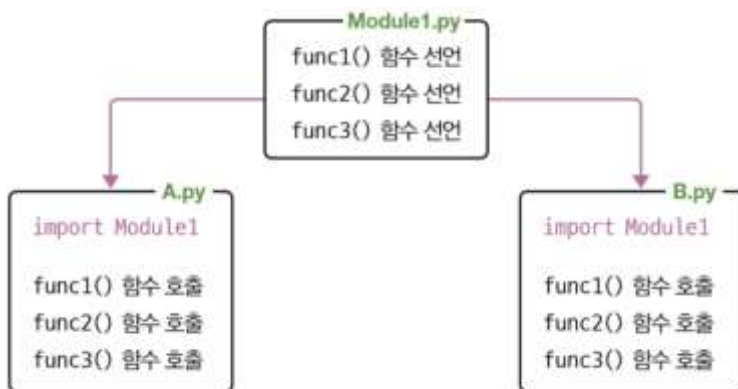 Module1.py
func1() 함수 선언
func2() 함수 선언
func3() 함수 선언
A.py
import Module1
func1() 함수 호출
func2() 함수 호출
func3() 함수 호출
B.py
import Module1
func1() 함수 호출
func2() 함수 호출
func3() 함수 호출